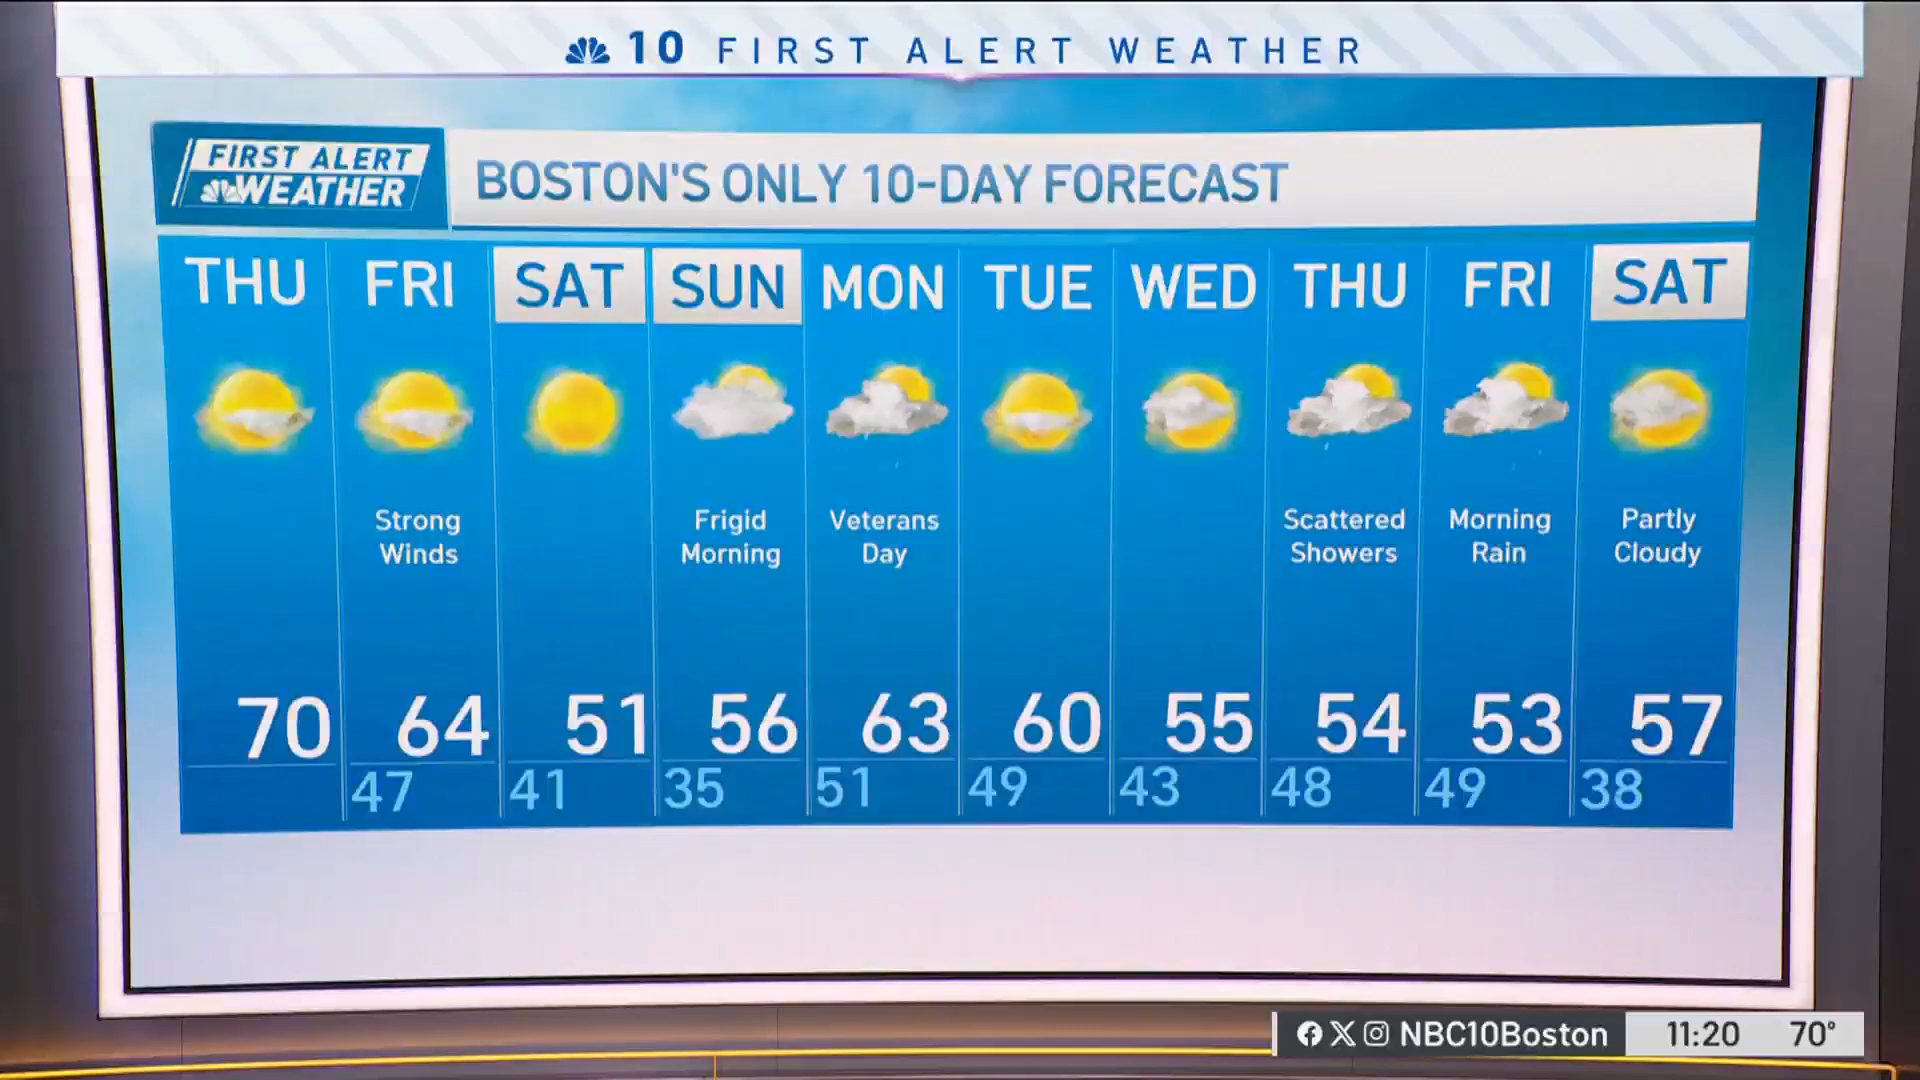 10 FIRST ALERT WEATHER
FIRST ALERT
WEATHER
BOSTON'S ONLY 10-DAY FORECAST
THU FRI SAT SUN MON TUE WED THU FRI SAT
Strong
Winds
Frigid
Morning
Veterans
Day
Scattered
Showers
Morning
Rain
Partly
Cloudy
70 64 51 56 63 60 55 54 53 57
47 41 35 51 49 43 48 49 38
NBC10Boston 11:20 70°